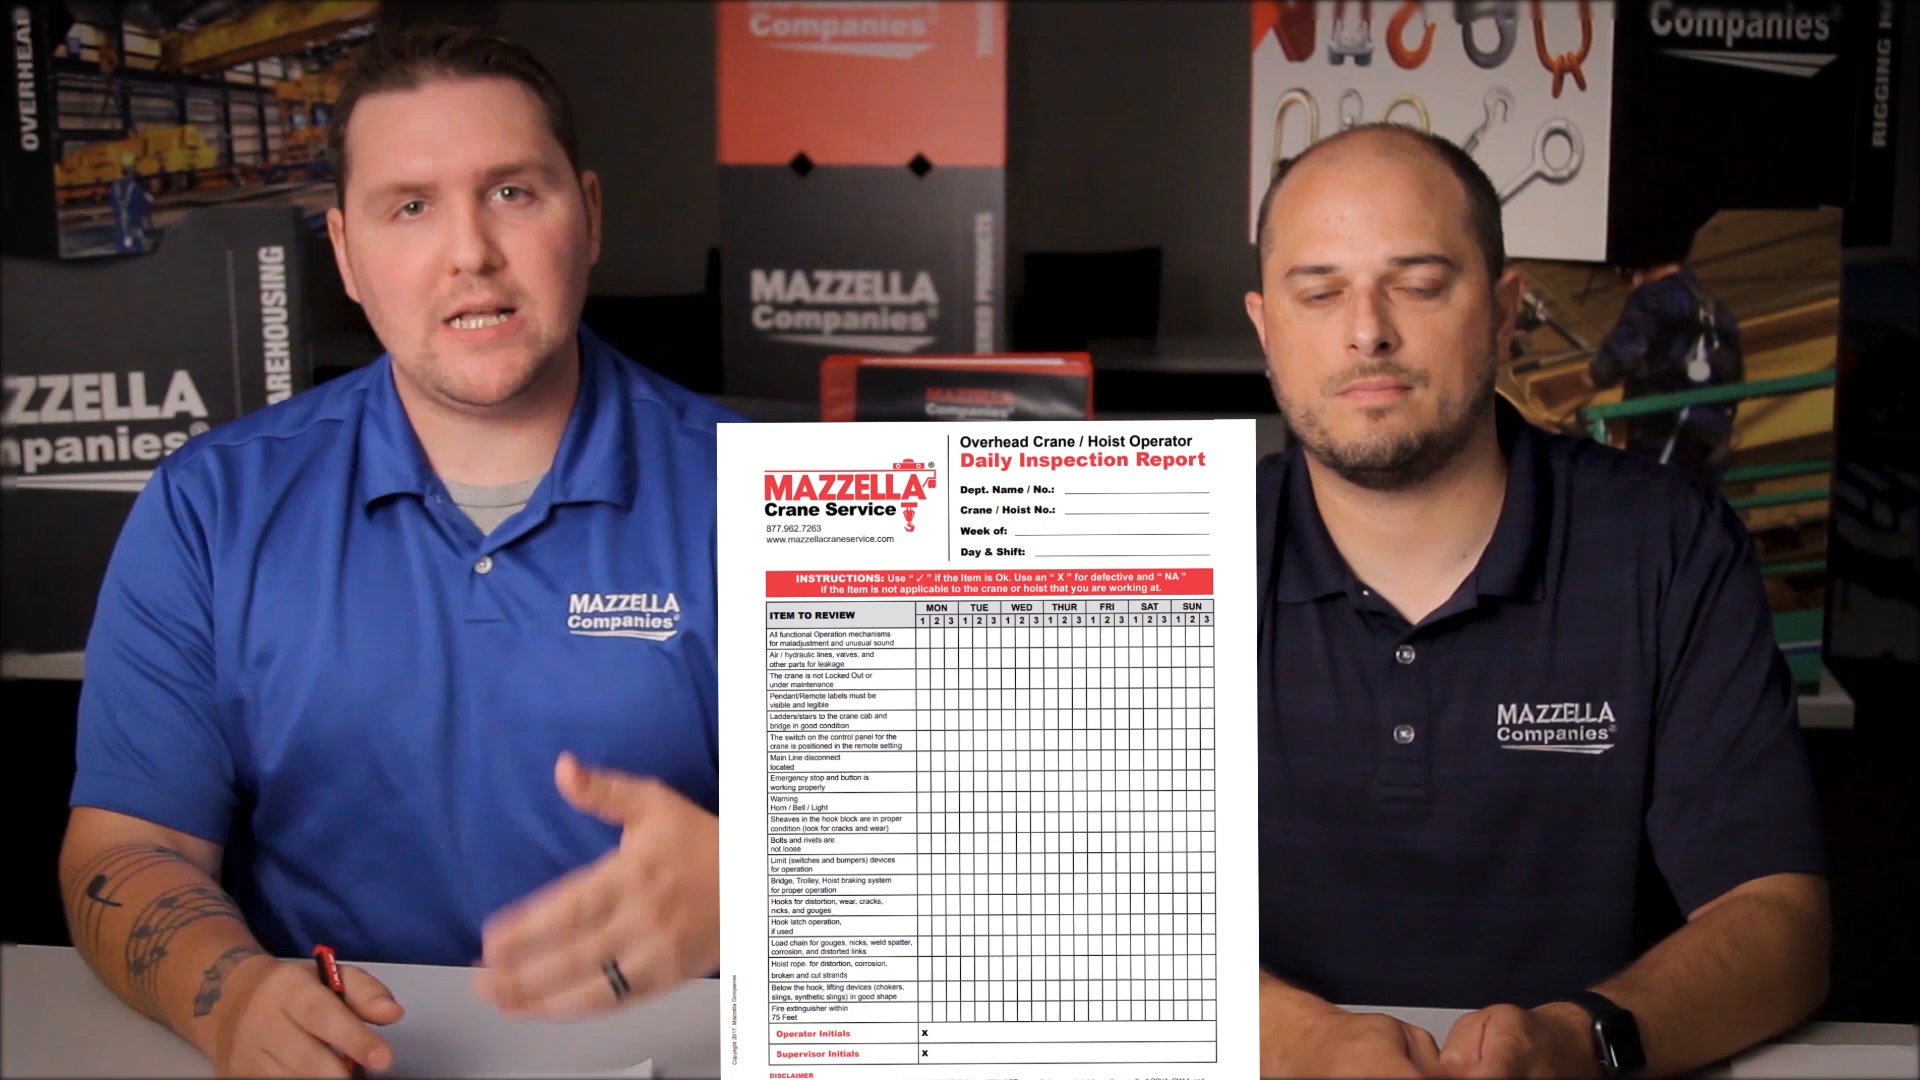 OVERHEAD
Companies®
TRA
Companies®
RIGGING
WAREHOUSING
MAZZELLA
Companies®
ZZELLA
mpanies®
MAZZELLA
Companies®
MAZZELLA
Companies®
MAZZELLA
Companies®
MAZZELLA
Crane Service
877.962.7263
www.mazzellacraneservice.com
Overhead Crane / Hoist Operator
Daily Inspection Report
Dept. Name / No.:
Crane / Hoist No.:
Week of:
Day & Shift:
INSTRUCTIONS: Use “ ✓ ” if the Item is Ok. Use an “ X ” for defective and “ NA ”
if the Item is not applicable to the crane or hoist that you are working at.
ITEM TO REVIEW MON TUE WED THUR FRI SAT SUN
1 2 3 1 2 3 1 2 3 1 2 3 1 2 3 1 2 3 1 2 3
All functional Operation mechanisms
for maladjustment and unusual sound
Air / hydraulic lines, valves, and
other parts for leakage
The crane is not Locked Out or
under maintenance
Pendant/Remote labels must be
visible and legible
Ladders/stairs to the crane cab and
bridge in good condition
The switch on the control panel for the
crane is positioned in the remote setting
Main Line disconnect
located
Emergency stop and button is
working properly
Warning
Horn / Bell / Light
Sheaves in the hook block are in proper
condition (look for cracks and wear)
Bolts and rivets are
not loose
Limit (switches and bumpers) devices
for operation
Bridge, Trolley, Hoist braking system
for proper operation
Hooks for distortion, wear, cracks,
nicks, and gouges
Hook latch operation,
if used
Load chain for gouges, nicks, weld spatter,
corrosion, and distorted links
Hoist rope. for distortion, corrosion,
broken and cut strands
Below the hook, lifting devices (chokers,
slings, synthetic slings) in good shape
Fire extinguisher within
75 Feet
Operator Initials X
Supervisor Initials X
DISCLAIMER
Copyright 2017. Mazzella Companies